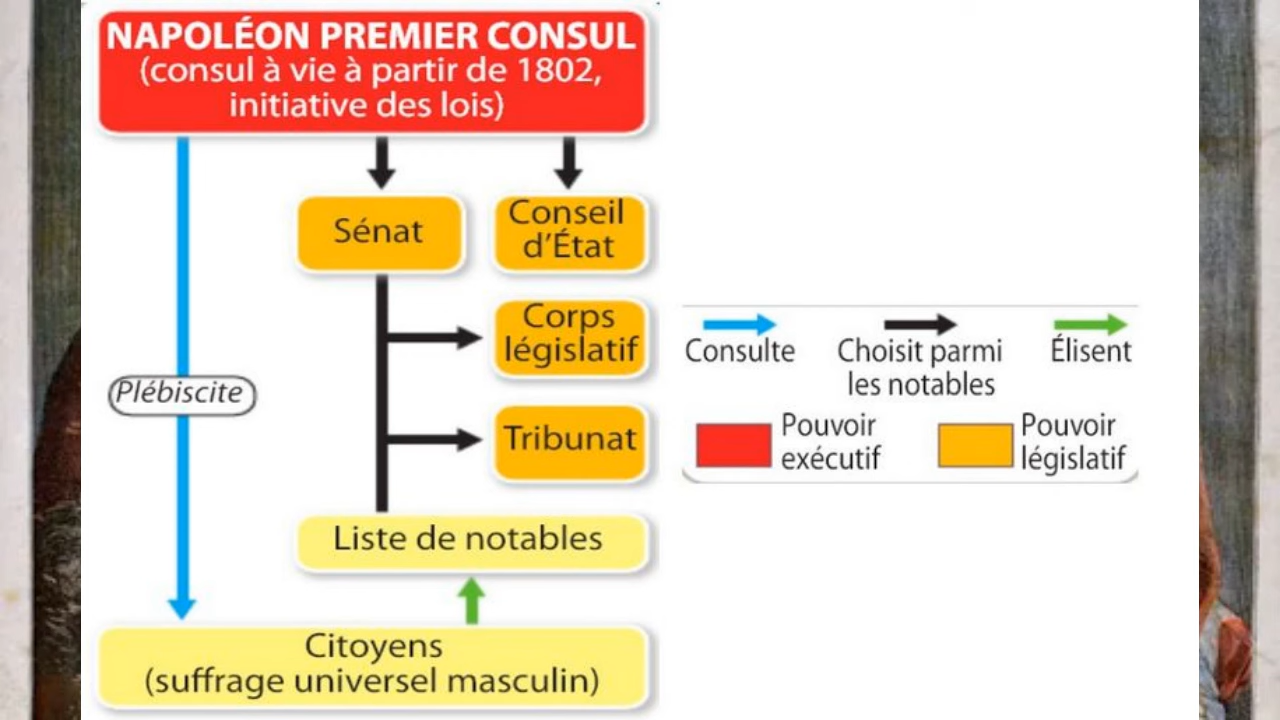 NAPOLÉON PREMIER CONSUL
(consul à vie à partir de 1802,
initiative des lois)
Sénat
Conseil
d'État
Corps
législatif
Plébiscite
Tribunat
Liste de notables
Citoyens
(suffrage universel masculin)
Consulte
Choisit parmi
les notables
Élisent
Pouvoir
exécutif
Pouvoir
législatif